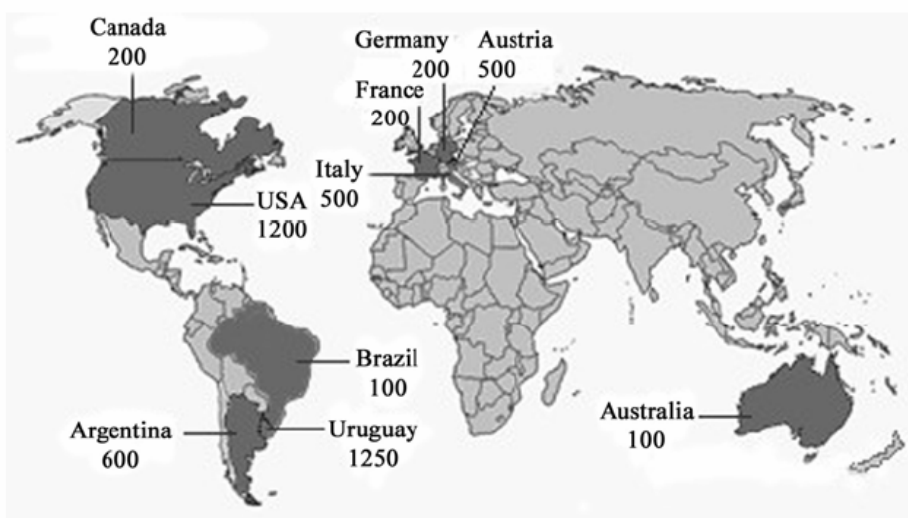 Canada
200
Germany
200
Austria
500
France
200
Italy
500
USA
1200
Brazil
100
Argentina
600
Uruguay
1250
Australia
100